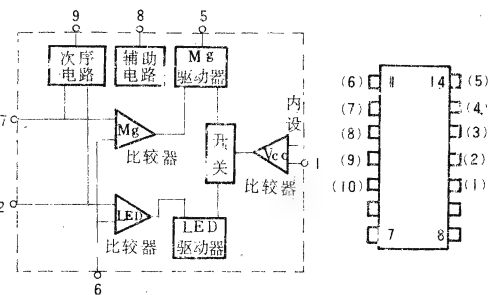 9 8 5
次序
电路
辅助
电路
Mg
驱动器
7
Mg
比较器
开
关
内
设
Vcc
1
比较器
2
LED
比较器
LED
驱动器
6
(6) 14 (5)
(7) (4)
(8) (3)
(9) (2)
(10) (1)
7 8